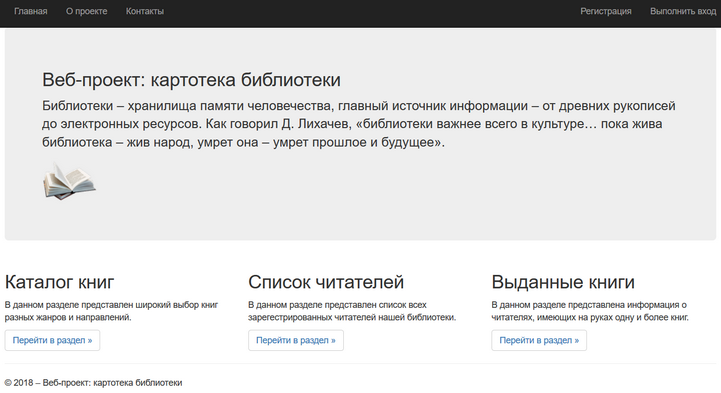 Главная О проекте Контакты Регистрация Выполнить вход
Веб-проект: картотека библиотеки
Библиотеки – хранилища памяти человечества, главный источник информации – от древних рукописей
до электронных ресурсов. Как говорил Д. Лихачев, «библиотеки важнее всего в культуре… пока жива
библиотека – жив народ, умрет она – умрет прошлое и будущее».
Каталог книг
В данном разделе представлен широкий выбор книг
разных жанров и направлений.
Перейти в раздел »
Список читателей
В данном разделе представлен список всех
зарегестрированных читателей нашей библиотеки.
Перейти в раздел »
Выданные книги
В данном разделе представлена информация о
читателях, имеющих на руках одну и более книг.
Перейти в раздел »
© 2018 – Веб-проект: картотека библиотеки